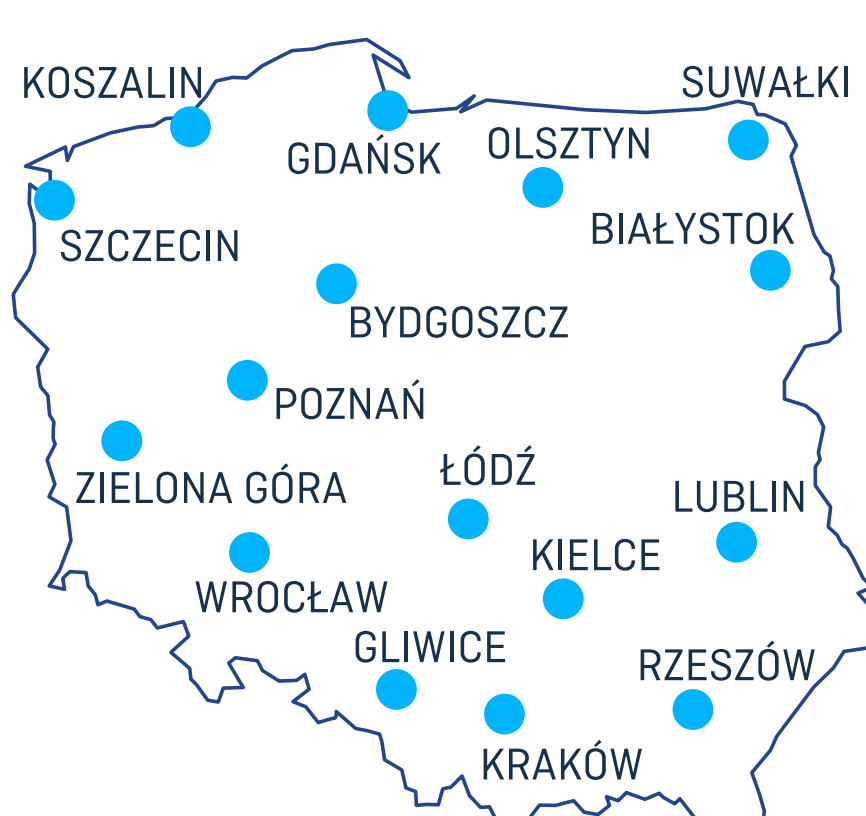 KOSZALIN
SUWAŁKI
GDAŃSK
OLSZTYN
SZCZECIN
BIAŁYSTOK
BYDGOSZCZ
POZNAŃ
ZIELONA GÓRA
ŁÓDŹ
LUBLIN
KIELCE
WROCŁAW
GLIWICE
RZESZÓW
KRAKÓW